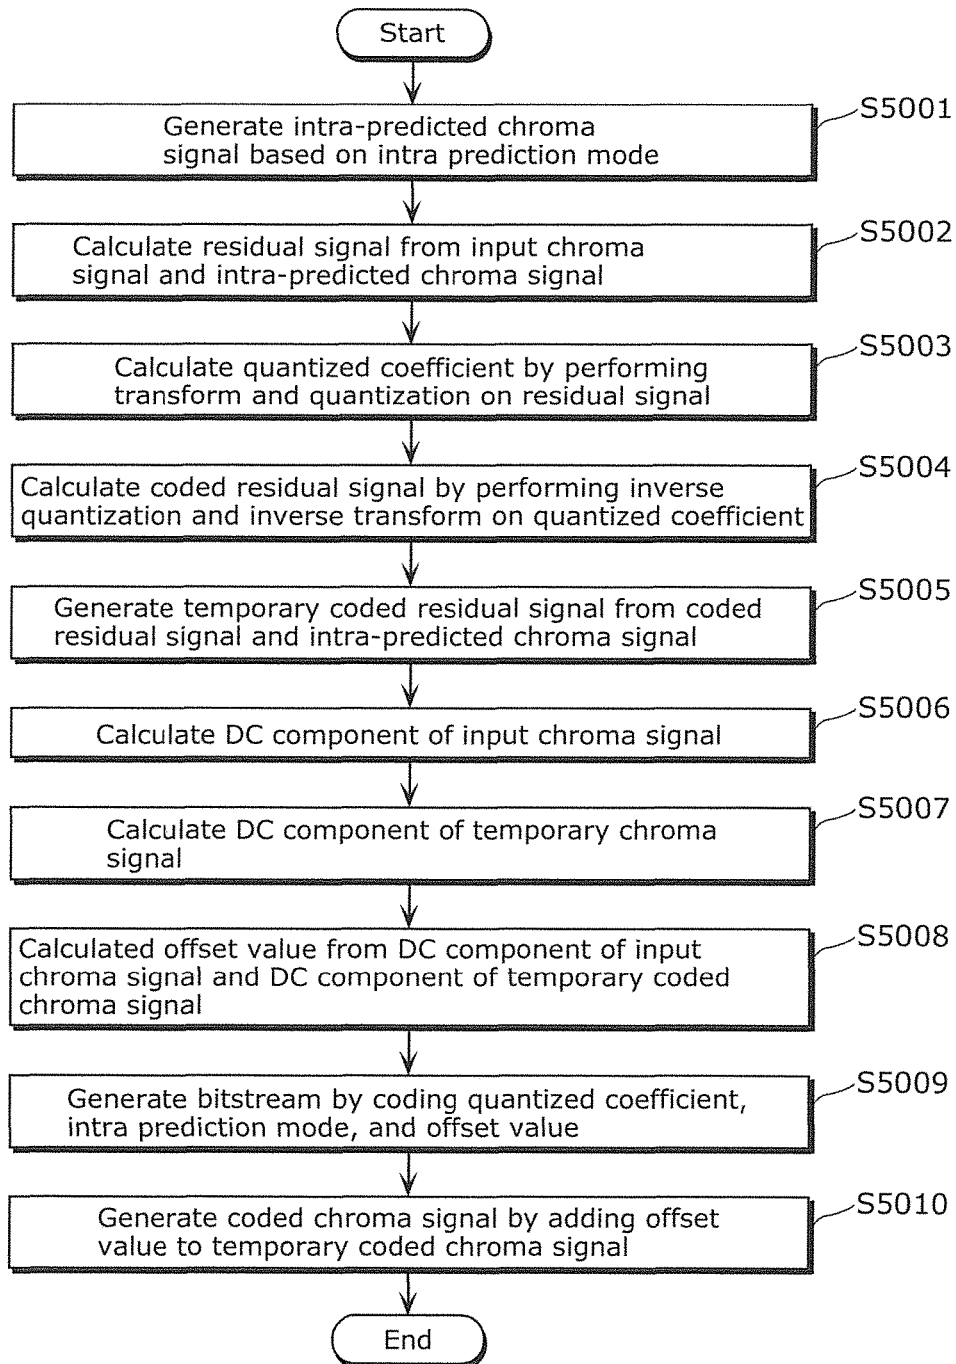 Start
S5001
Generate intra-predicted chroma
signal based on intra prediction mode
S5002
Calculate residual signal from input chroma
signal and intra-predicted chroma signal
S5003
Calculate quantized coefficient by performing
transform and quantization on residual signal
S5004
Calculate coded residual signal by performing inverse
quantization and inverse transform on quantized coefficient
S5005
Generate temporary coded residual signal from coded
residual signal and intra-predicted chroma signal
S5006
Calculate DC component of input chroma signal
S5007
Calculate DC component of temporary chroma
signal
S5008
Calculated offset value from DC component of input
chroma signal and DC component of temporary coded
chroma signal
S5009
Generate bitstream by coding quantized coefficient,
intra prediction mode, and offset value
S5010
Generate coded chroma signal by adding offset
value to temporary coded chroma signal
End